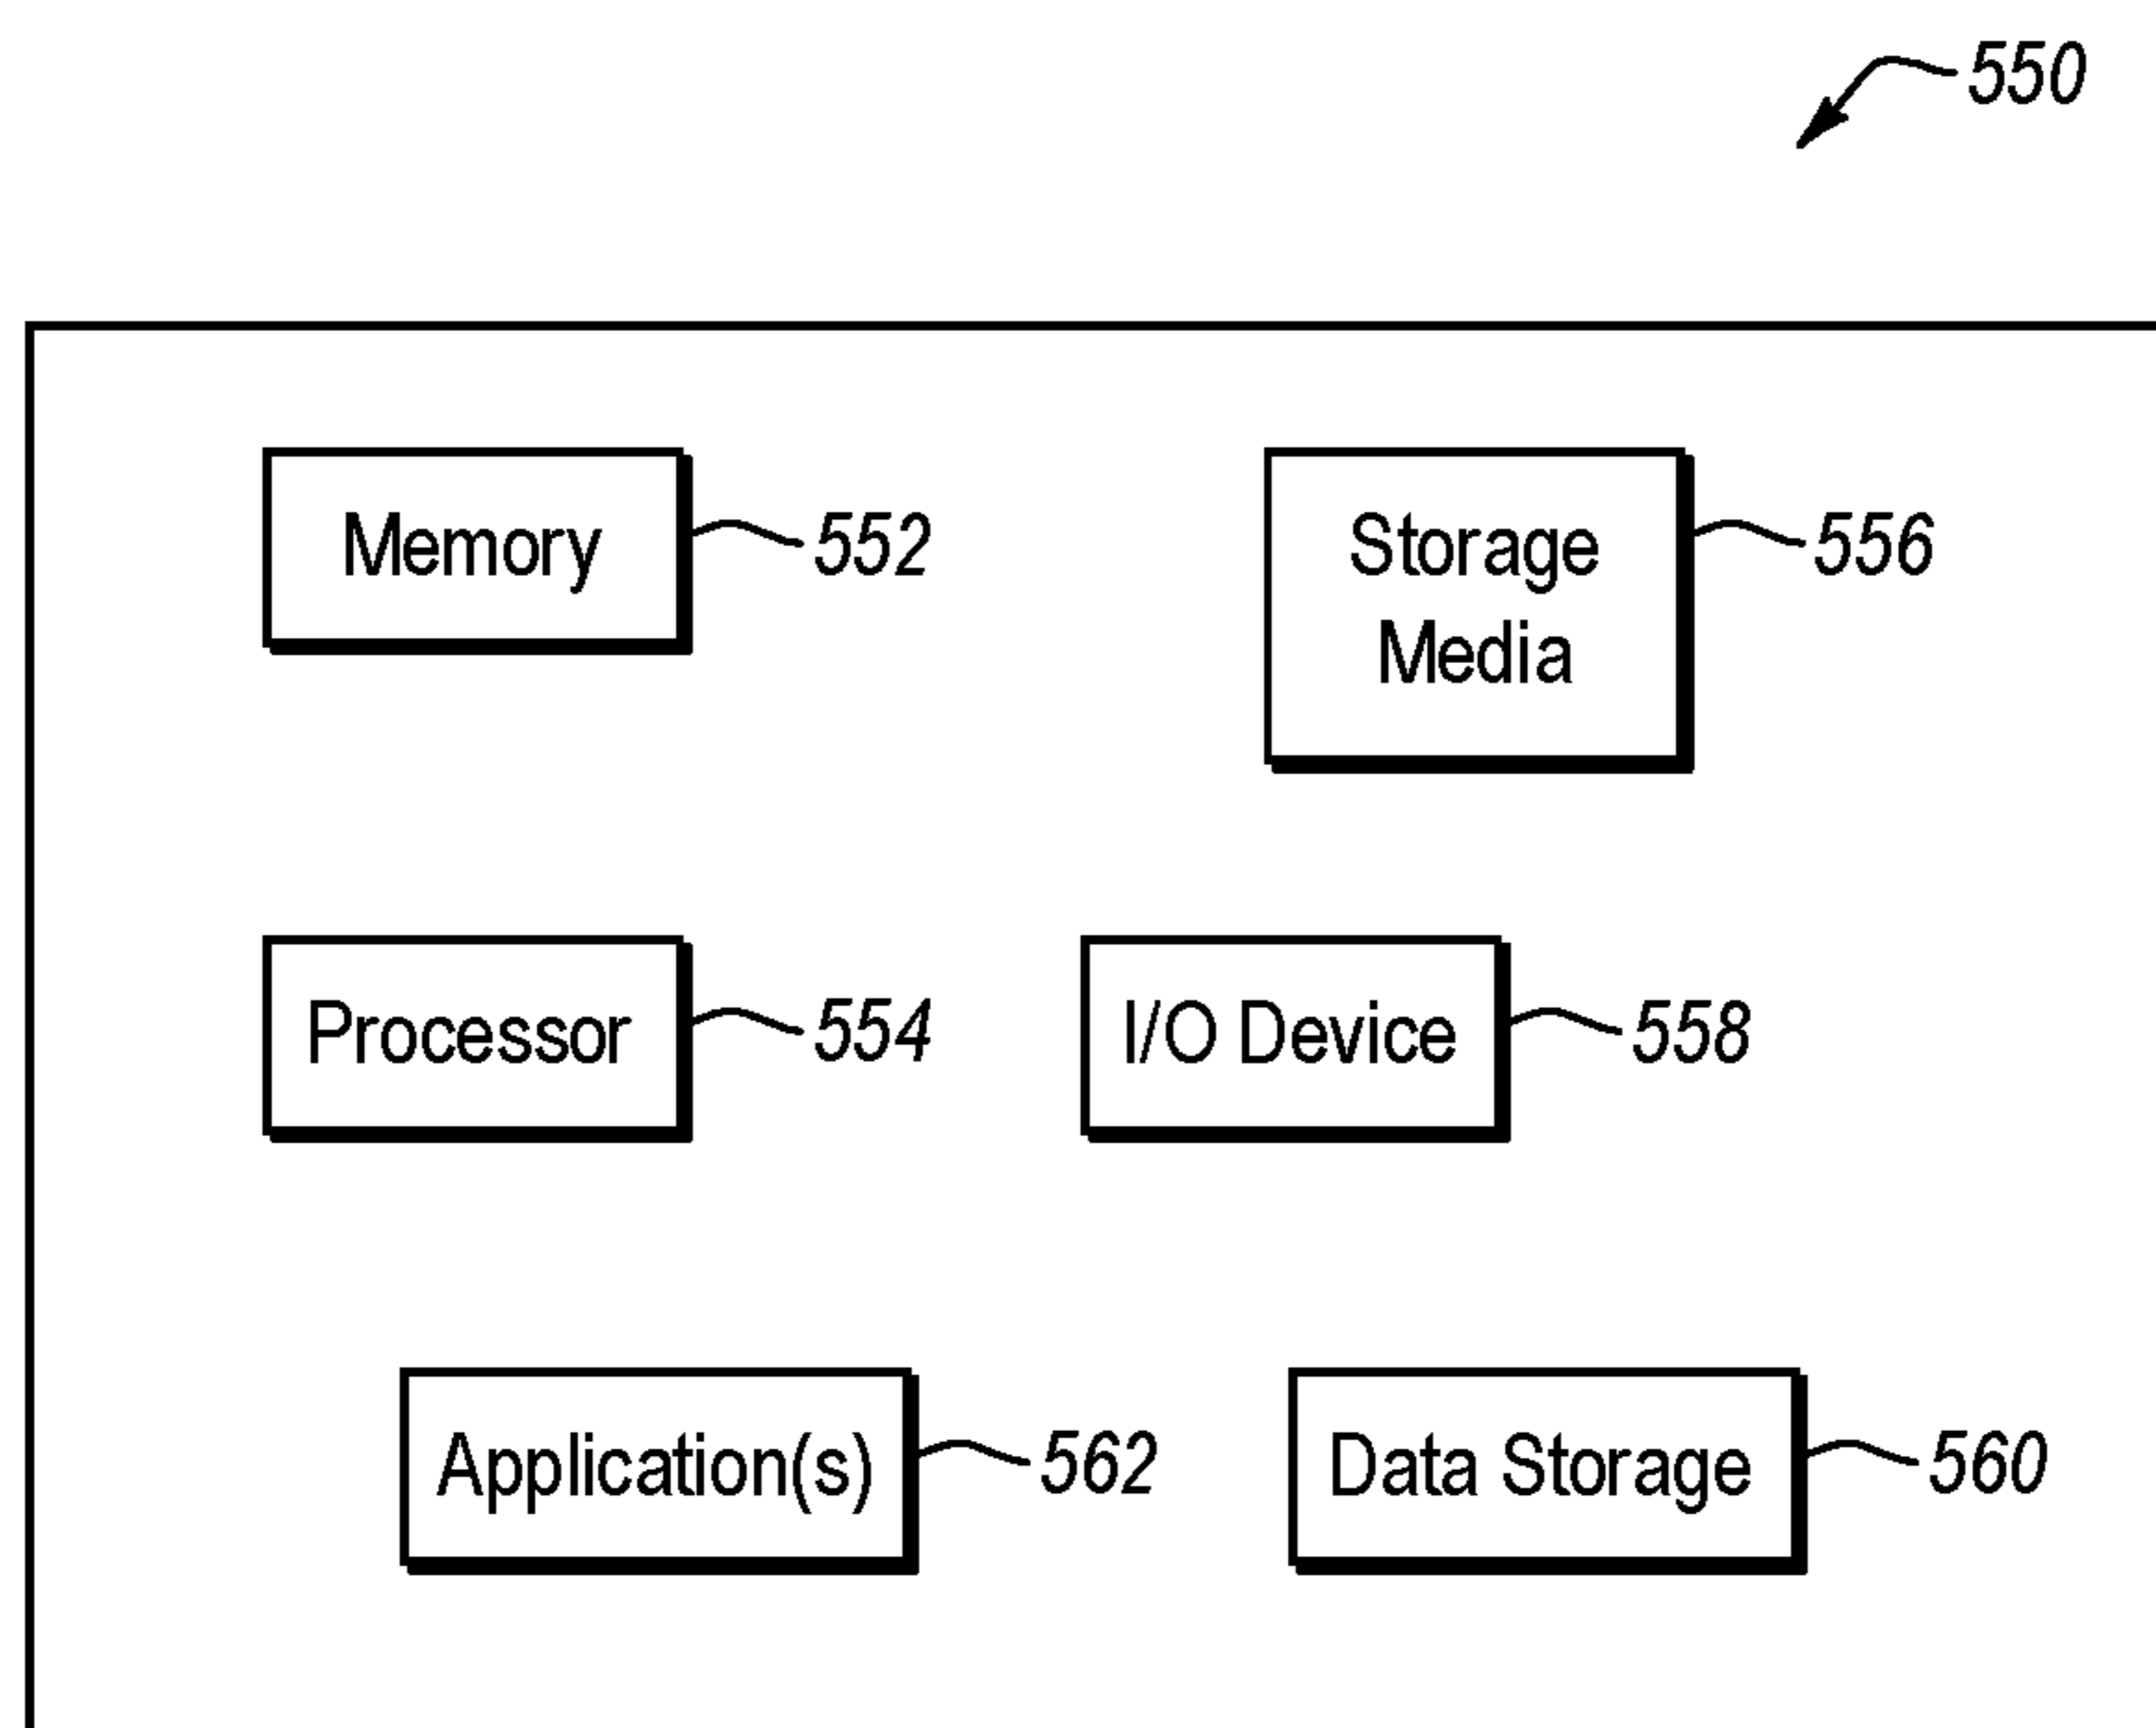 550
Memory 552
Storage 556
Media
Processor 554
I/O Device 558
Application(s) 562
Data Storage 560